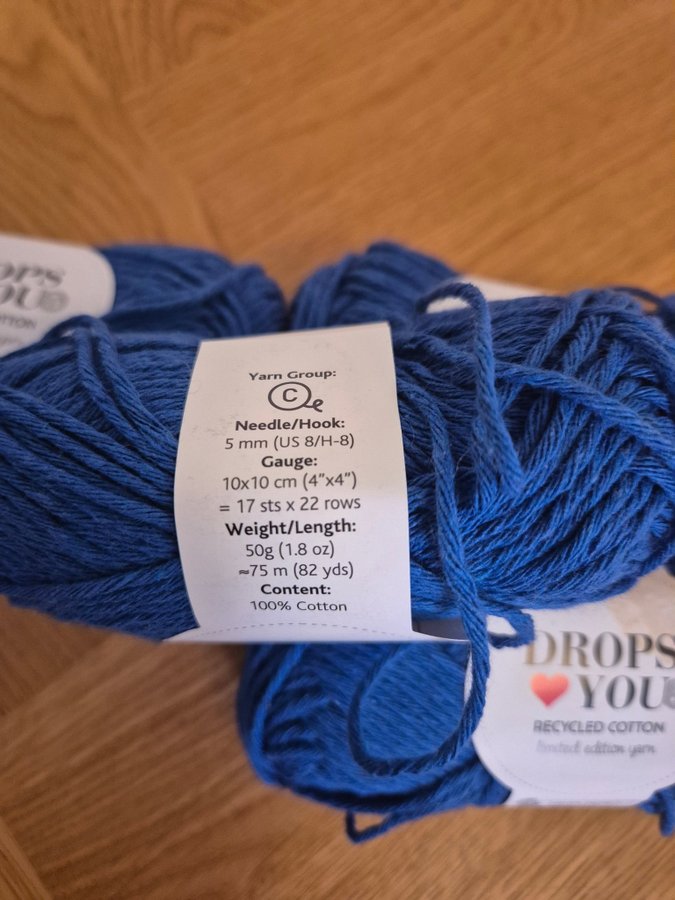 Yarn Group:
C
Needle/Hook:
5 mm (US 8/H-8)
Gauge:
10x10 cm (4”x4”)
= 17 sts x 22 rows
Weight/Length:
50g (1.8 oz)
≈75 m (82 yds)
Content:
100% Cotton
DROPS
❤ YOU
RECYCLED COTTON
limited edition yarn